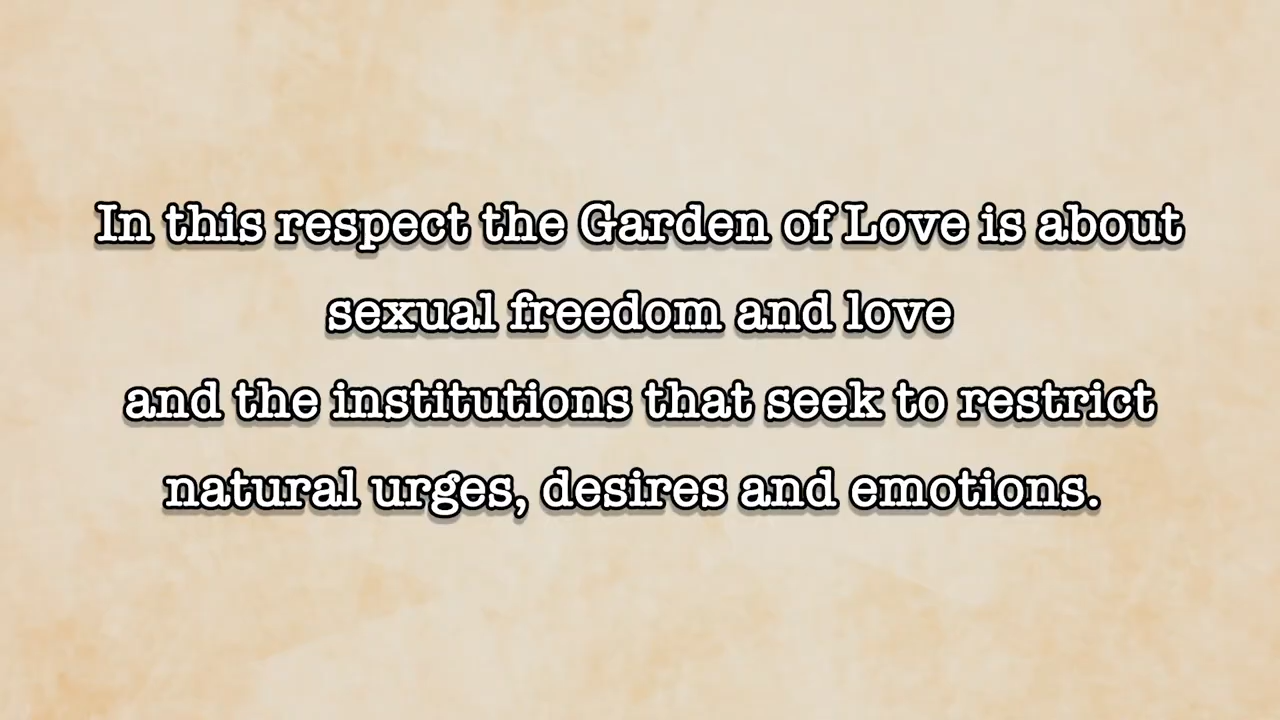 In this respect the Garden of Love is about
sexual freedom and love
and the institutions that seek to restrict
natural urges, desires and emotions.